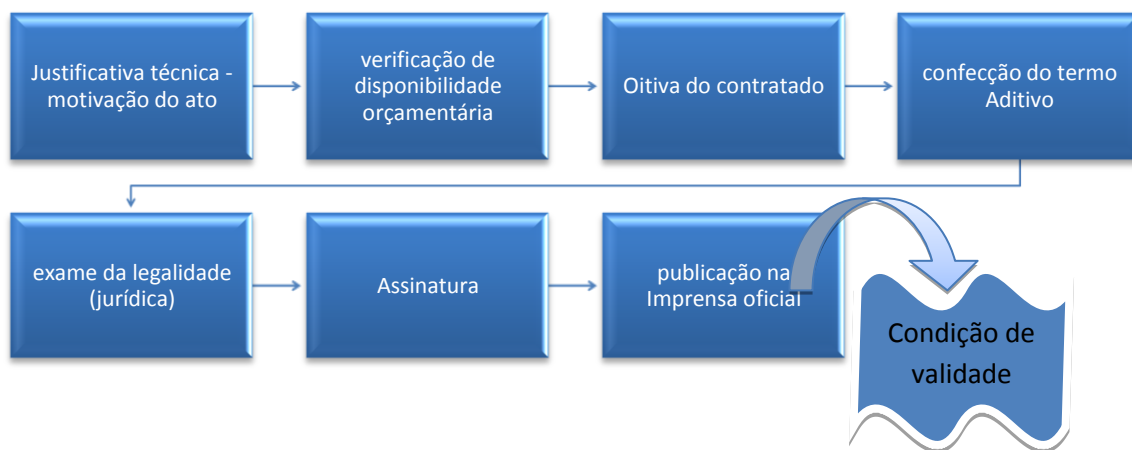 Justificativa técnica -
motivação do ato
verificação de
disponibilidade
orçamentária
Oitiva do contratado
confecção do termo
Aditivo
exame da legalidade
(jurídica)
Assinatura
publicação na
Imprensa oficial
Condição de
validade